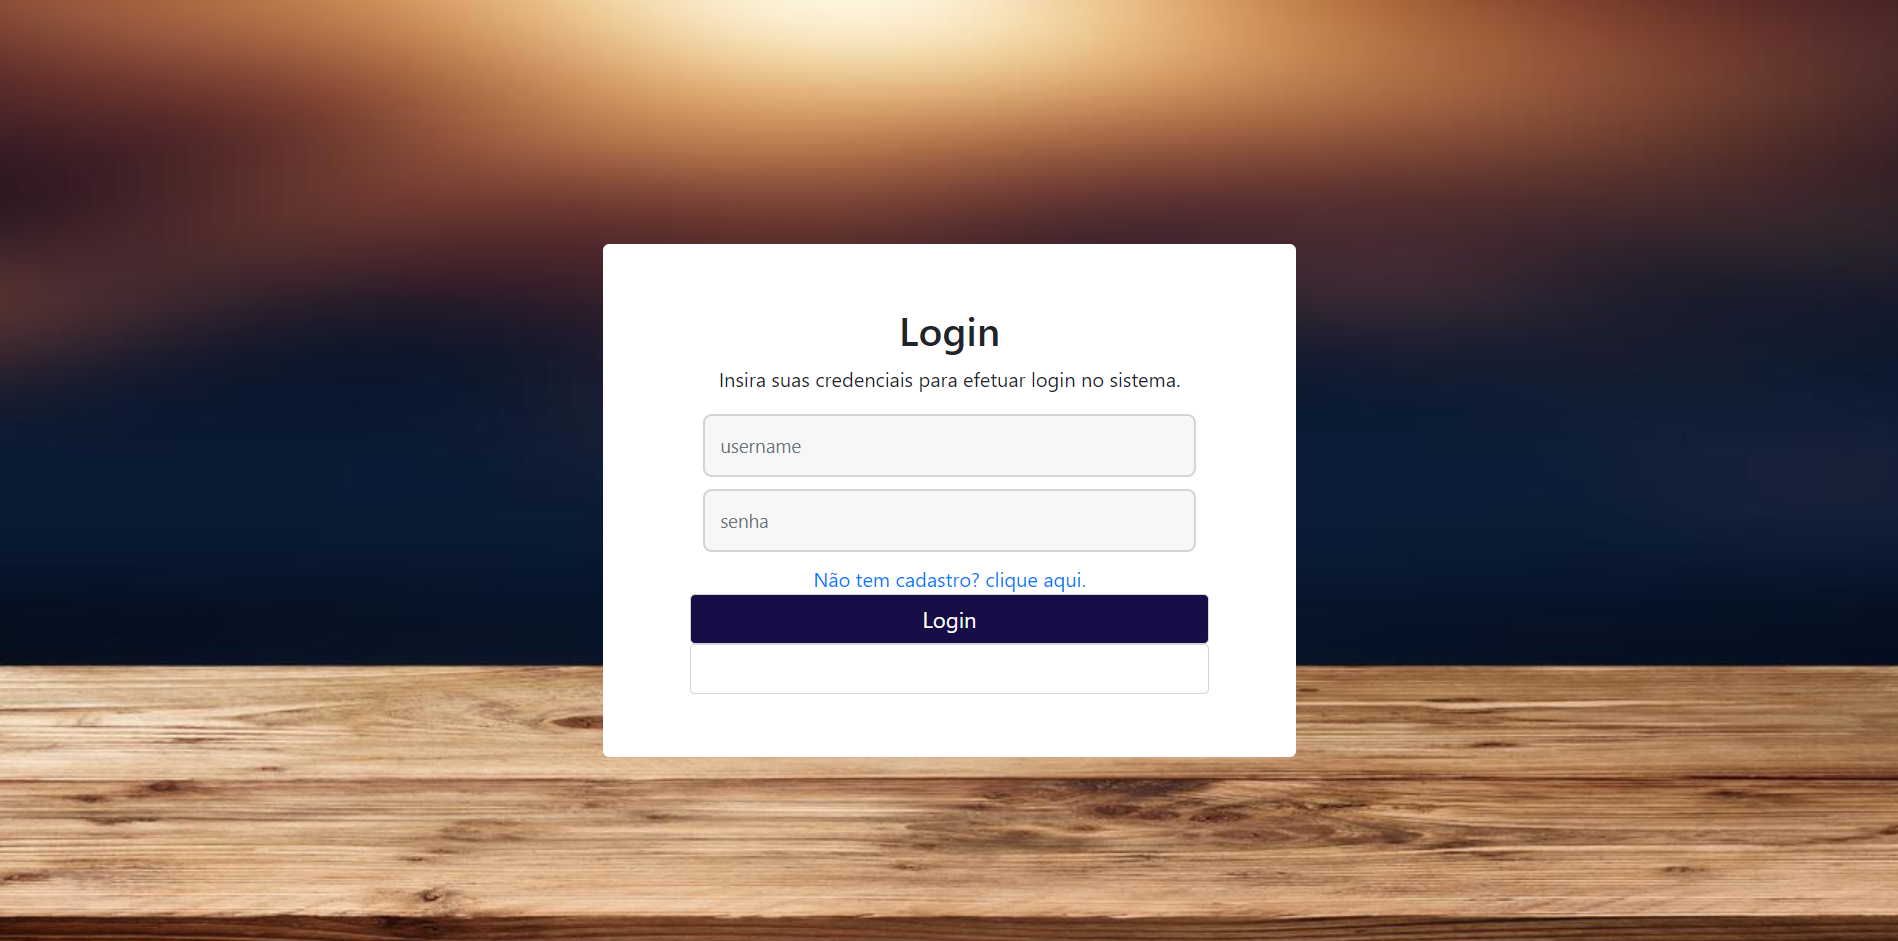 Login
Insira suas credenciais para efetuar login no sistema.
username
senha
Não tem cadastro? clique aqui.
Login